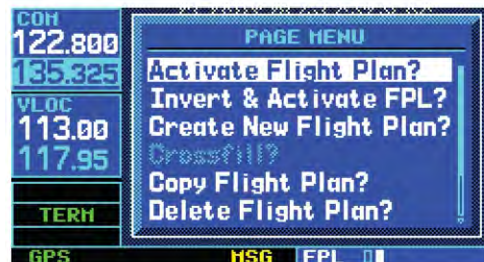 COM
122.800
135.325
VLOC
113.00
117.95
TERM
GPS
PAGE MENU
Activate Flight Plan?
Invert & Activate FPL?
Create New Flight Plan?
Crossfill?
Copy Flight Plan?
Delete Flight Plan?
MSG
FPL